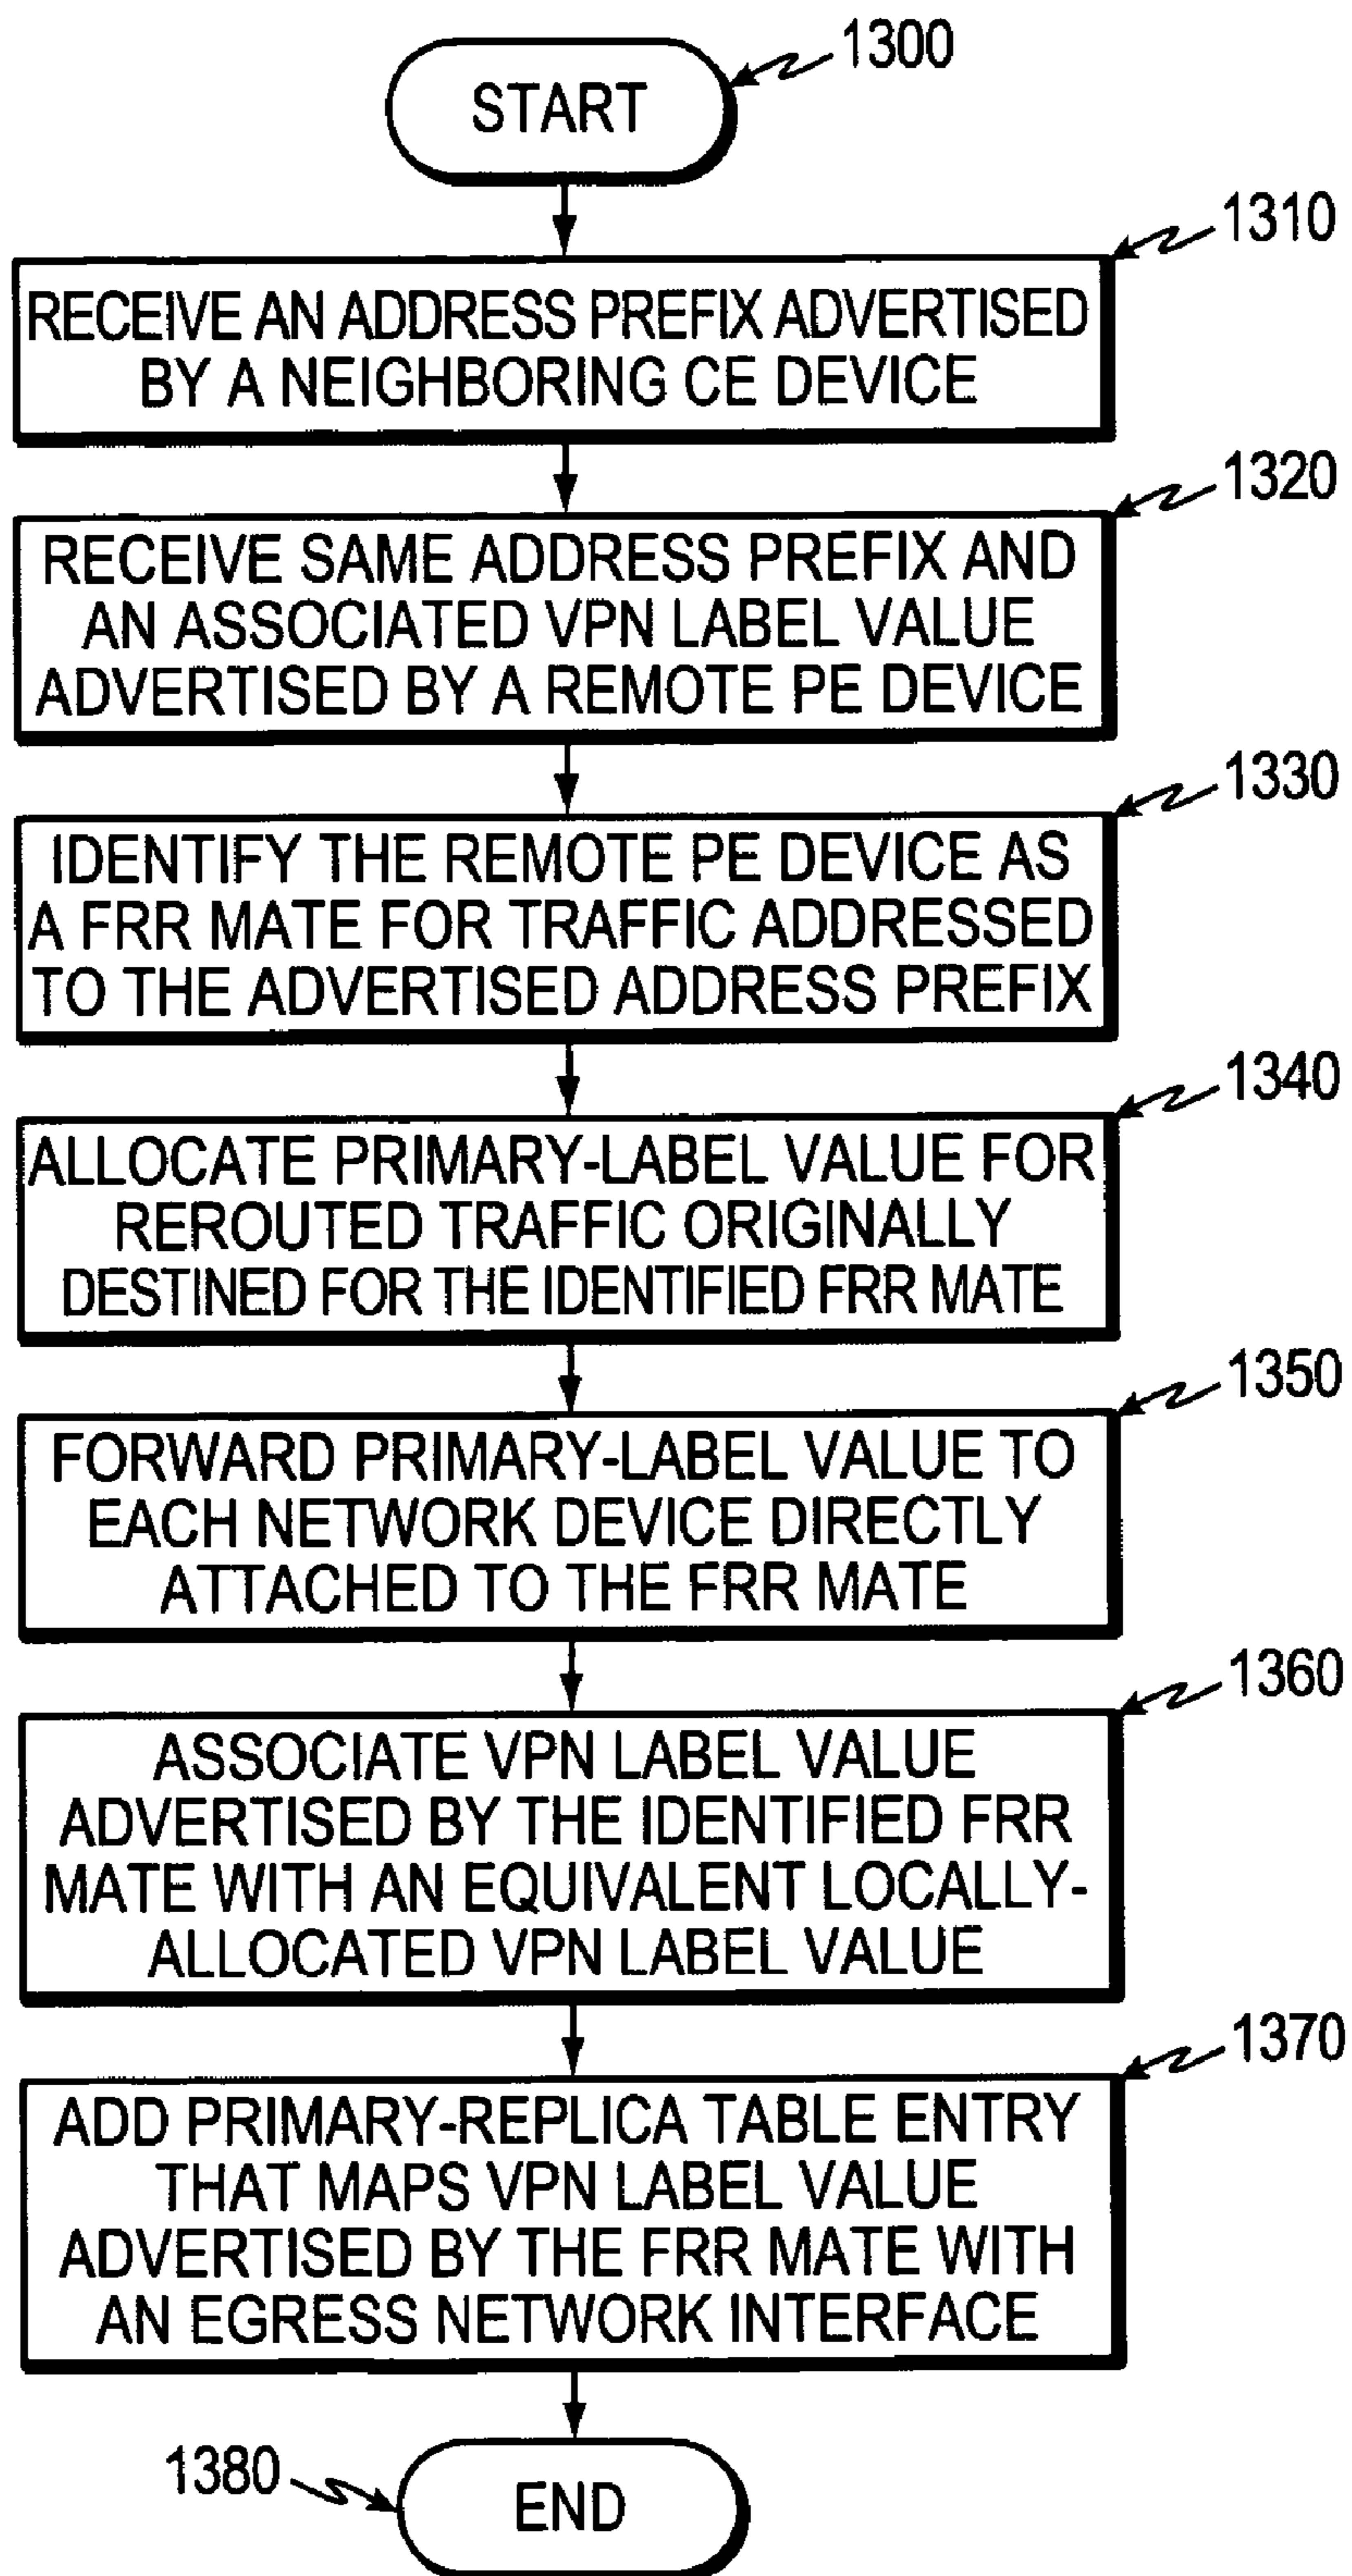 1300
START
1310
RECEIVE AN ADDRESS PREFIX ADVERTISED
BY A NEIGHBORING CE DEVICE
1320
RECEIVE SAME ADDRESS PREFIX AND
AN ASSOCIATED VPN LABEL VALUE
ADVERTISED BY A REMOTE PE DEVICE
1330
IDENTIFY THE REMOTE PE DEVICE AS
A FRR MATE FOR TRAFFIC ADDRESSED
TO THE ADVERTISED ADDRESS PREFIX
1340
ALLOCATE PRIMARY-LABEL VALUE FOR
REROUTED TRAFFIC ORIGINALLY
DESTINED FOR THE IDENTIFIED FRR MATE
1350
FORWARD PRIMARY-LABEL VALUE TO
EACH NETWORK DEVICE DIRECTLY
ATTACHED TO THE FRR MATE
1360
ASSOCIATE VPN LABEL VALUE
ADVERTISED BY THE IDENTIFIED FRR
MATE WITH AN EQUIVALENT LOCALLY-
ALLOCATED VPN LABEL VALUE
1370
ADD PRIMARY-REPLICA TABLE ENTRY
THAT MAPS VPN LABEL VALUE
ADVERTISED BY THE FRR MATE WITH
AN EGRESS NETWORK INTERFACE
1380
END